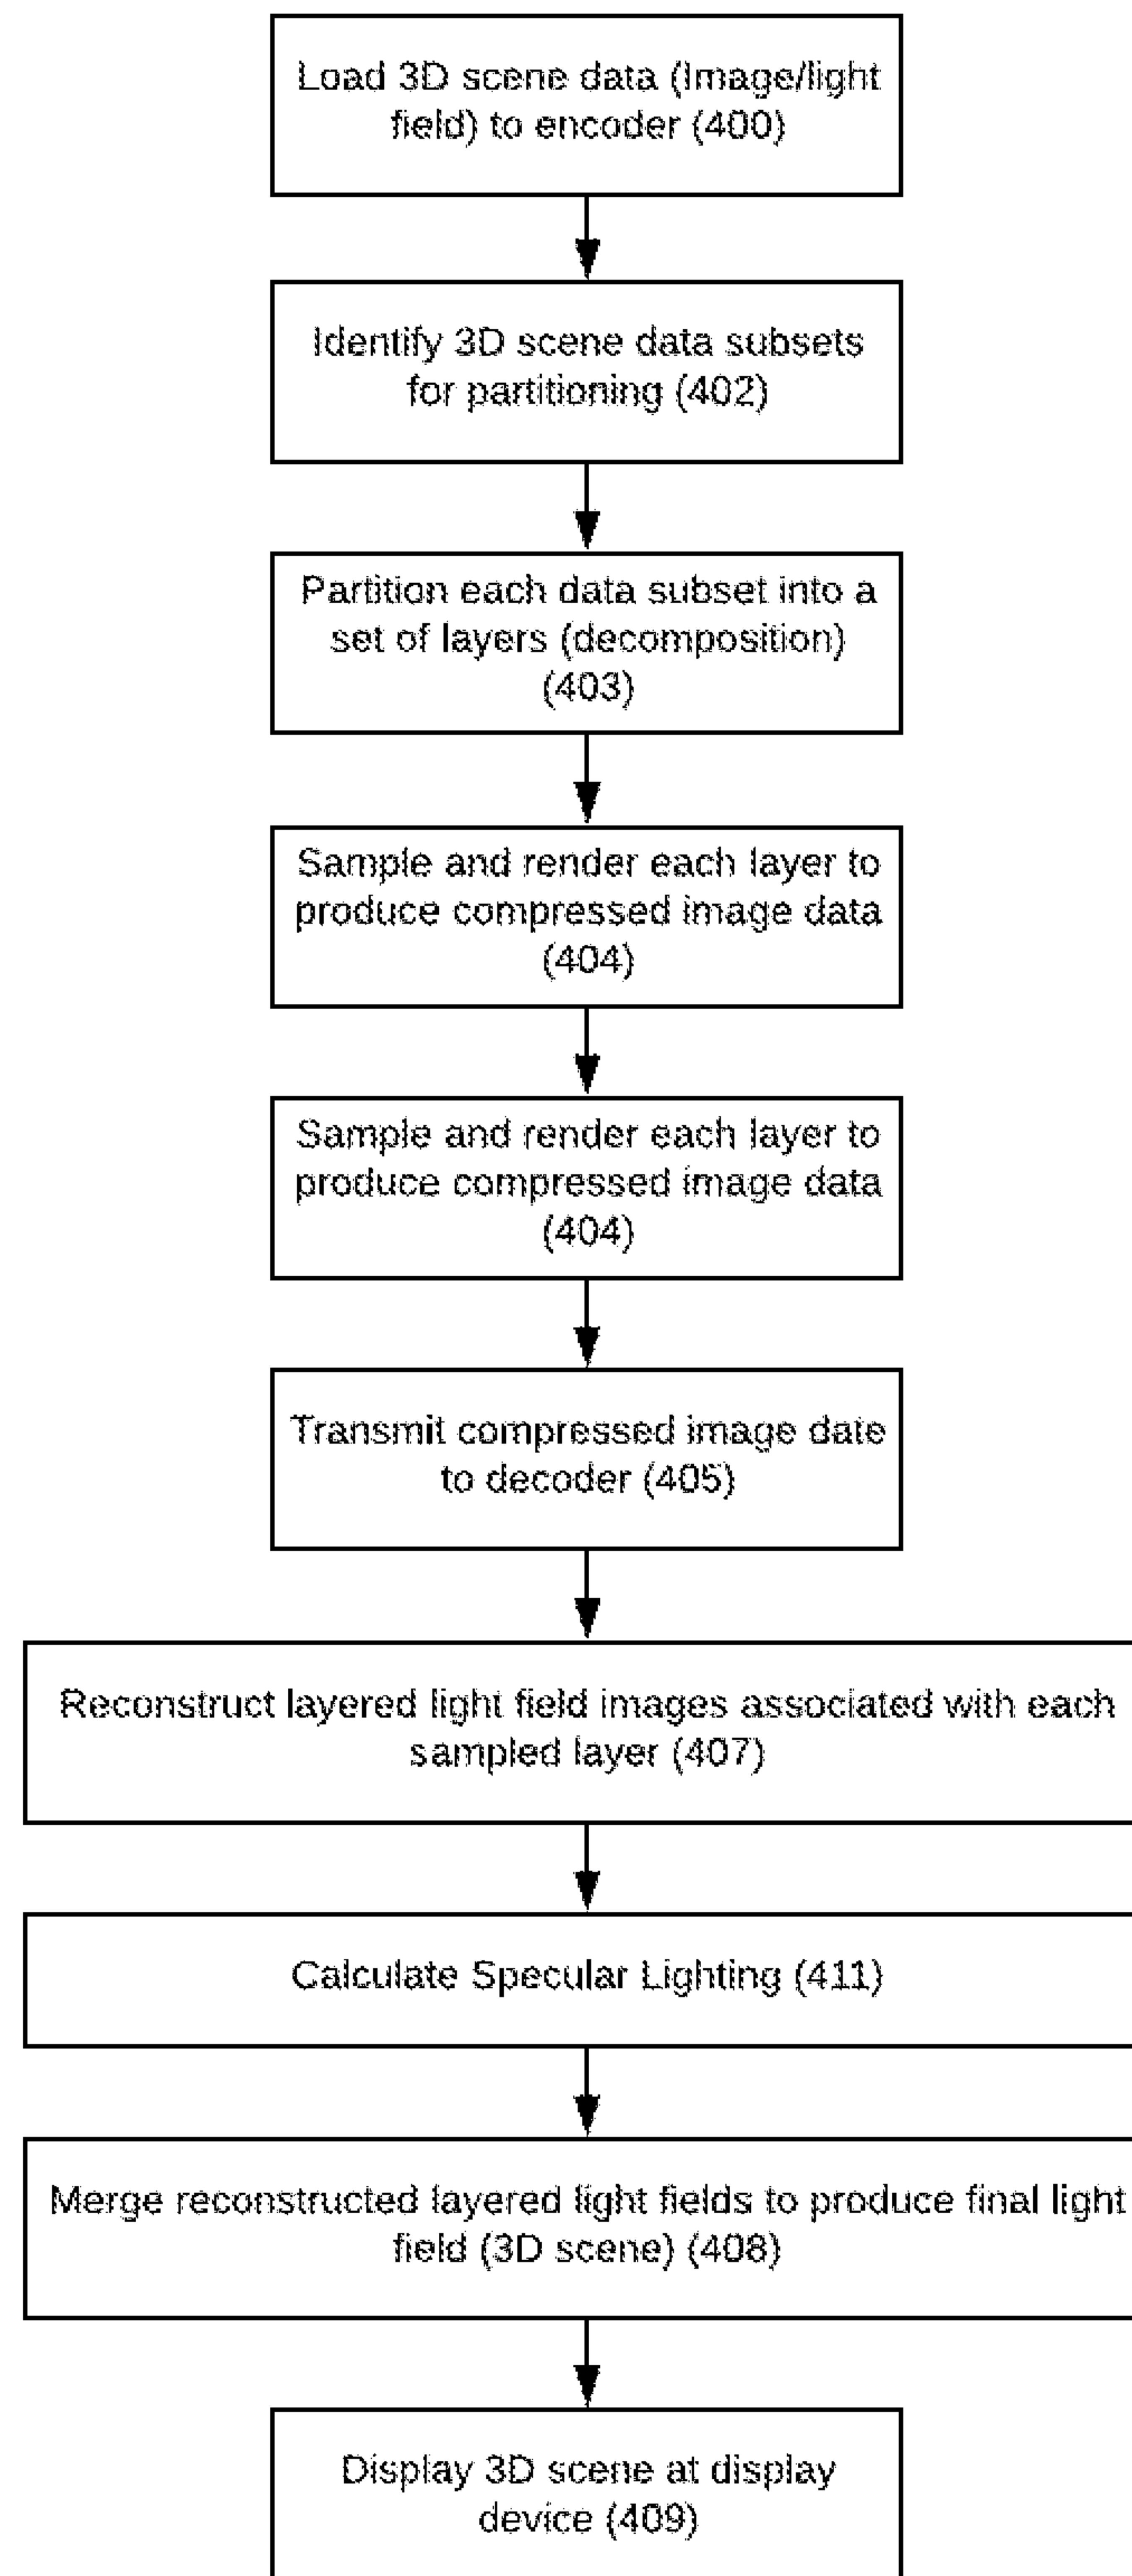 Load 3D scene data (Image/light
field) to encoder (400)
Identify 3D scene data subsets
for partitioning (402)
Partition each data subset into a
set of layers (decomposition)
(403)
Sample and render each layer to
produce compressed image data
(404)
Sample and render each layer to
produce compressed image data
(404)
Transmit compressed image date
to decoder (405)
Reconstruct layered light field images associated with each
sampled layer (407)
Calculate Specular Lighting (411)
Merge reconstructed layered light fields to produce final light
field (3D scene) (408)
Display 3D scene at display
device (409)